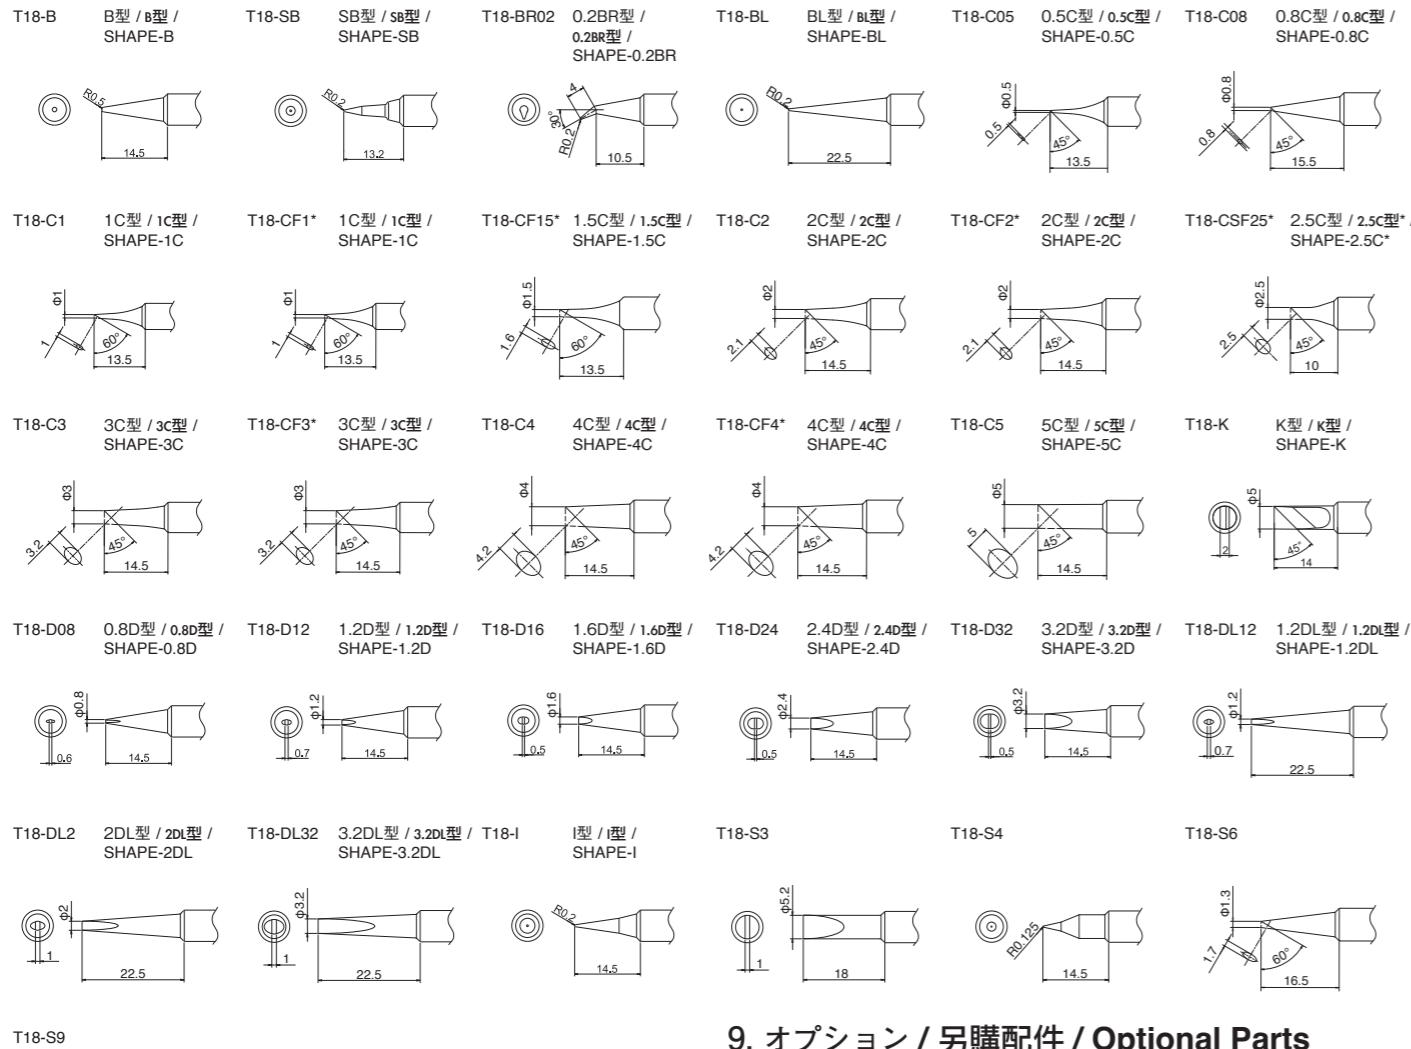 T18-B B型 / B型 / T18-SB SB型 / SB型 / T18-BR02 0.2BR型 / T18-BL BL型 / BL型 / T18-C05 0.5C型 / 0.5C型 / T18-C08 0.8C型 / 0.8C型 /
SHAPE-B SHAPE-SB 0.2BR型 / SHAPE-BL SHAPE-0.5C SHAPE-0.8C
SHAPE-0.2BR
R0.5 14.5
R0.2 13.2
4 30° R0.2 10.5
R0.2 22.5
Φ0.5 0.5 45° 13.5
Φ0.8 0.8 45° 15.5
T18-C1 1C型 / 1C型 / T18-CF1* 1C型 / 1C型 / T18-CF15* 1.5C型 / 1.5C型 / T18-C2 2C型 / 2C型 / T18-CF2* 2C型 / 2C型 / T18-CSF25* 2.5C型 / 2.5C型* /
SHAPE-1C SHAPE-1C SHAPE-1.5C SHAPE-2C SHAPE-2C SHAPE-2.5C*
Φ1 1 60° 13.5
Φ1 1 60° 13.5
Φ1.5 1.6 60° 13.5
Φ2 2.1 45° 14.5
Φ2 2.1 45° 14.5
Φ2.5 2.5 45° 10
T18-C3 3C型 / 3C型 / T18-CF3* 3C型 / 3C型 / T18-C4 4C型 / 4C型 / T18-CF4* 4C型 / 4C型 / T18-C5 5C型 / 5C型 / T18-K K型 / K型 /
SHAPE-3C SHAPE-3C SHAPE-4C SHAPE-4C SHAPE-5C SHAPE-K
Φ3 3.2 45° 14.5
Φ3 3.2 45° 14.5
Φ4 4.2 45° 14.5
Φ4 4.2 45° 14.5
Φ5 5 45° 14.5
2 Φ5 45° 14
T18-D08 0.8D型 / 0.8D型 / T18-D12 1.2D型 / 1.2D型 / T18-D16 1.6D型 / 1.6D型 / T18-D24 2.4D型 / 2.4D型 / T18-D32 3.2D型 / 3.2D型 / T18-DL12 1.2DL型 / 1.2DL型 /
SHAPE-0.8D SHAPE-1.2D SHAPE-1.6D SHAPE-2.4D SHAPE-3.2D SHAPE-1.2DL
0.6 Φ0.8 14.5
0.7 Φ1.2 14.5
0.5 Φ1.6 14.5
0.5 Φ2.4 14.5
0.5 Φ3.2 14.5
0.7 Φ1.2 22.5
T18-DL2 2DL型 / 2DL型 / T18-DL32 3.2DL型 / 3.2DL型 / T18-I I型 / I型 / T18-S3 T18-S4 T18-S6
SHAPE-2DL SHAPE-3.2DL SHAPE-I
1 Φ2 22.5
1 Φ3.2 22.5
R0.2 14.5
1 Φ5.2 18
R0.125 14.5
Φ1.3 1.7 60° 16.5
T18-S9
9. オプション / 另購配件 / Optional Parts